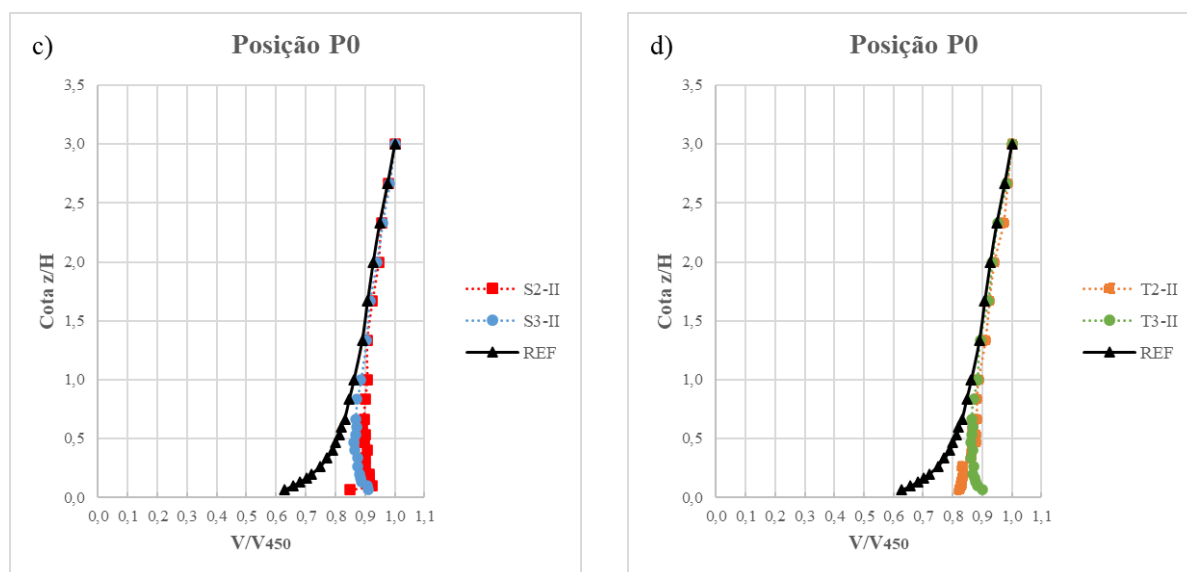 c)
Posição P0
3,5
3,0
2,5
2,0
1,5
1,0
0,5
0,0
Cota z/H
0,0 0,1 0,2 0,3 0,4 0,5 0,6 0,7 0,8 0,9 1,0 1,1
V/V450
S2-II
S3-II
REF
d)
Posição P0
3,5
3,0
2,5
2,0
1,5
1,0
0,5
0,0
Cota z/H
0,0 0,1 0,2 0,3 0,4 0,5 0,6 0,7 0,8 0,9 1,0 1,1
V/V450
T2-II
T3-II
REF